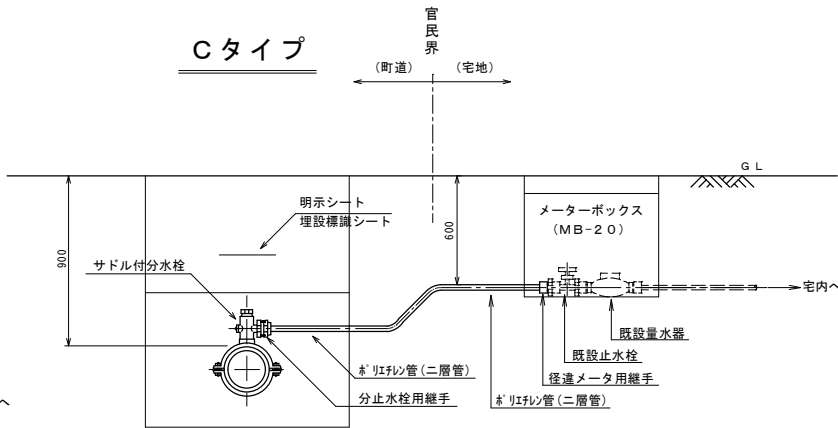 Cタイプ
官民界
(町道)
(宅地)
GL
明示シート
埋設標識シート
メーターボックス
(MB-20)
900
600
サドル付分水栓
宅内へ
既設量水器
既設止水栓
ポリエチレン管(二層管)
径違メータ用継手
分止水栓用継手
ポリエチレン管(二層管)
へ